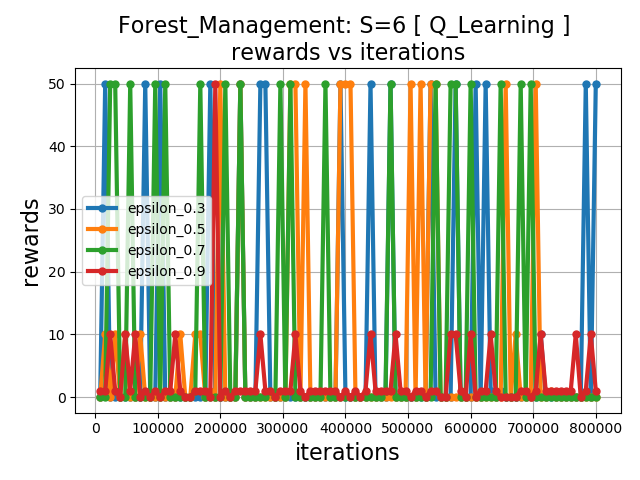 Forest_Management: S=6 [ Q_Learning ]
rewards vs iterations
rewards
50
40
30
20
10
0
epsilon_0.3
epsilon_0.5
epsilon_0.7
epsilon_0.9
0 100000 200000 300000 400000 500000 600000 700000 800000
iterations